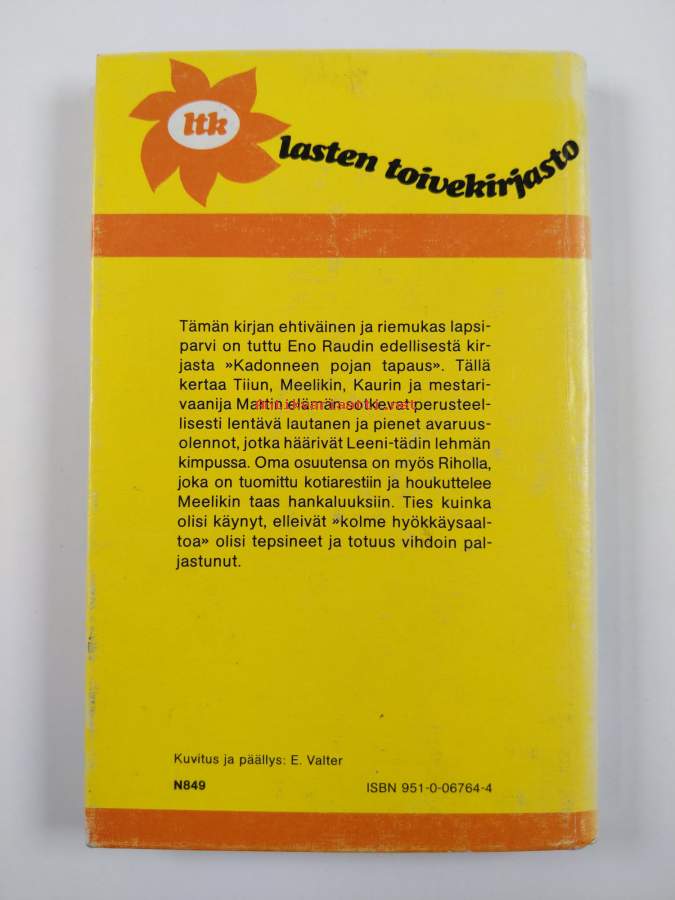 ltk
lasten toivekirjasto
Tämän kirjan ehtiväinen ja riemukas lapsi-
parvi on tuttu Eno Raudin edellisestä kir-
jasta »Kadonneen pojan tapaus». Tällä
kertaa Tiiun, Meelikin, Kaurin ja mestari-
vaanija Martin elämän sotkevat perusteel-
lisesti lentävä lautanen ja pienet avaruus-
olennot, jotka häärivät Leeni-tädin lehmän
kimpussa. Oma osuutensa on myös Riholla,
joka on tuomittu kotiarestiin ja houkuttelee
Meelikin taas hankaluuksiin. Ties kuinka
olisi käynyt, elleivät »kolme hyökkäysaal-
toa» olisi tepsineet ja totuus vihdoin pal-
jastunut.
Kuvitus ja päällys: E. Valter
N849 ISBN 951-0-06764-4